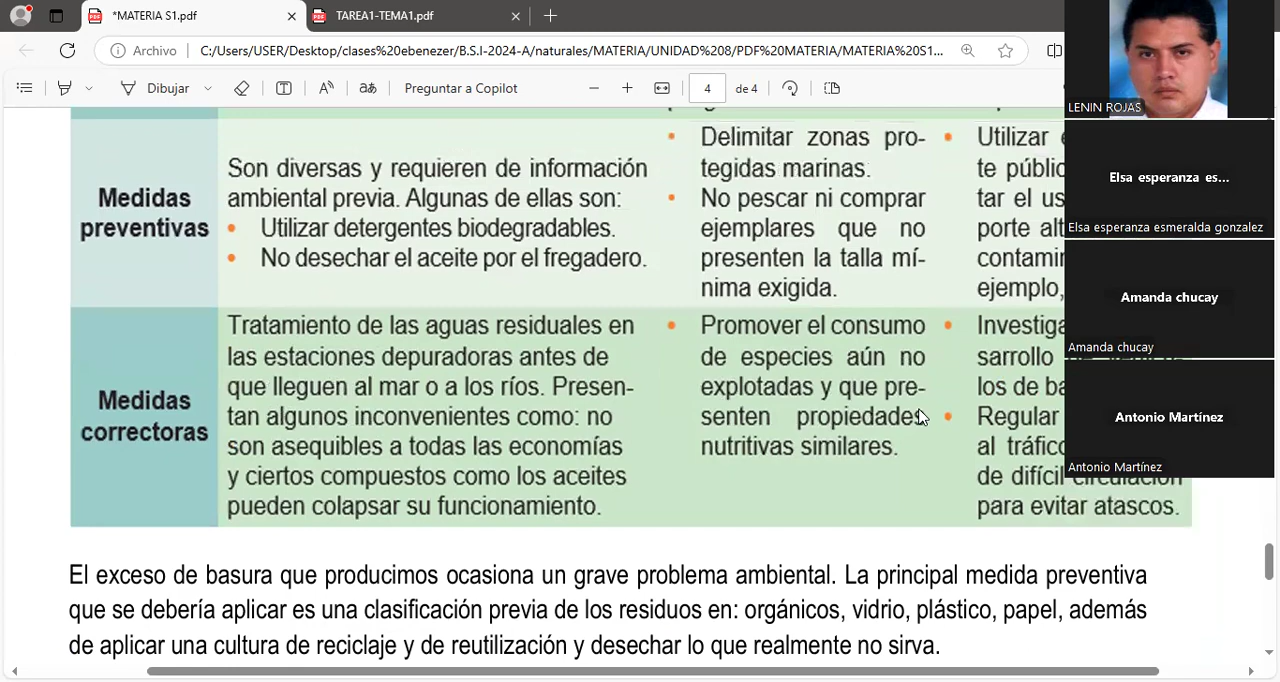 *MATERIA S1.pdf
TAREA1-TEMA1.pdf
Archivo
C:/Users/USER/Desktop/clases%20ebenezer/B.S.I-2024-A/naturales/MATERIA/UNIDAD%208/PDF%20MATERIA/MATERIA%20S1...
Dibujar
Preguntar a Copilot
4
de 4
LENIN ROJAS
Elsa esperanza es...
Elsa esperanza esmeralda gonzalez
Amanda chucay
Amanda chucay
Antonio Martínez
Antonio Martínez
Medidas
preventivas
Son diversas y requieren de información
ambiental previa. Algunas de ellas son:
• Utilizar detergentes biodegradables.
• No desechar el aceite por el fregadero.
• Delimitar zonas pro-
tegidas marinas.
• No pescar ni comprar
ejemplares que no
presenten la talla mí-
nima exigida.
• Utilizar
te públic
tar el us
porte alt
contamin
ejemplo,
Medidas
correctoras
Tratamiento de las aguas residuales en
las estaciones depuradoras antes de
que lleguen al mar o a los ríos. Presen-
tan algunos inconvenientes como: no
son asequibles a todas las economías
y ciertos compuestos como los aceites
pueden colapsar su funcionamiento.
• Promover el consumo
de especies aún no
explotadas y que pre-
senten propiedades
nutritivas similares.
• Investiga
sarrollo
los de ba
• Regular
al tráfico
de difícil circulación
para evitar atascos.
El exceso de basura que producimos ocasiona un grave problema ambiental. La principal medida preventiva
que se debería aplicar es una clasificación previa de los residuos en: orgánicos, vidrio, plástico, papel, además
de aplicar una cultura de reciclaje y de reutilización y desechar lo que realmente no sirva.